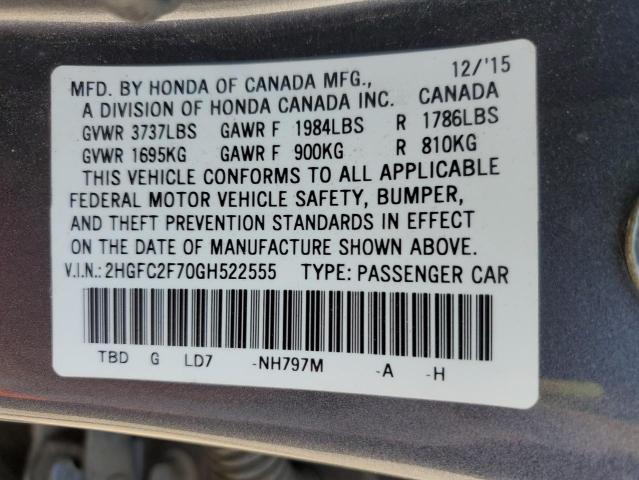 MFD. BY HONDA OF CANADA MFG., 12/'15
A DIVISION OF HONDA CANADA INC. CANADA
GVWR 3737LBS GAWR F 1984LBS R 1786LBS
GVWR 1695KG GAWR F 900KG R 810KG
THIS VEHICLE CONFORMS TO ALL APPLICABLE
FEDERAL MOTOR VEHICLE SAFETY, BUMPER,
AND THEFT PREVENTION STANDARDS IN EFFECT
ON THE DATE OF MANUFACTURE SHOWN ABOVE.
V.I.N.: 2HGFC2F70GH522555 TYPE: PASSENGER CAR
TBD G LD7 -NH797M -A -H